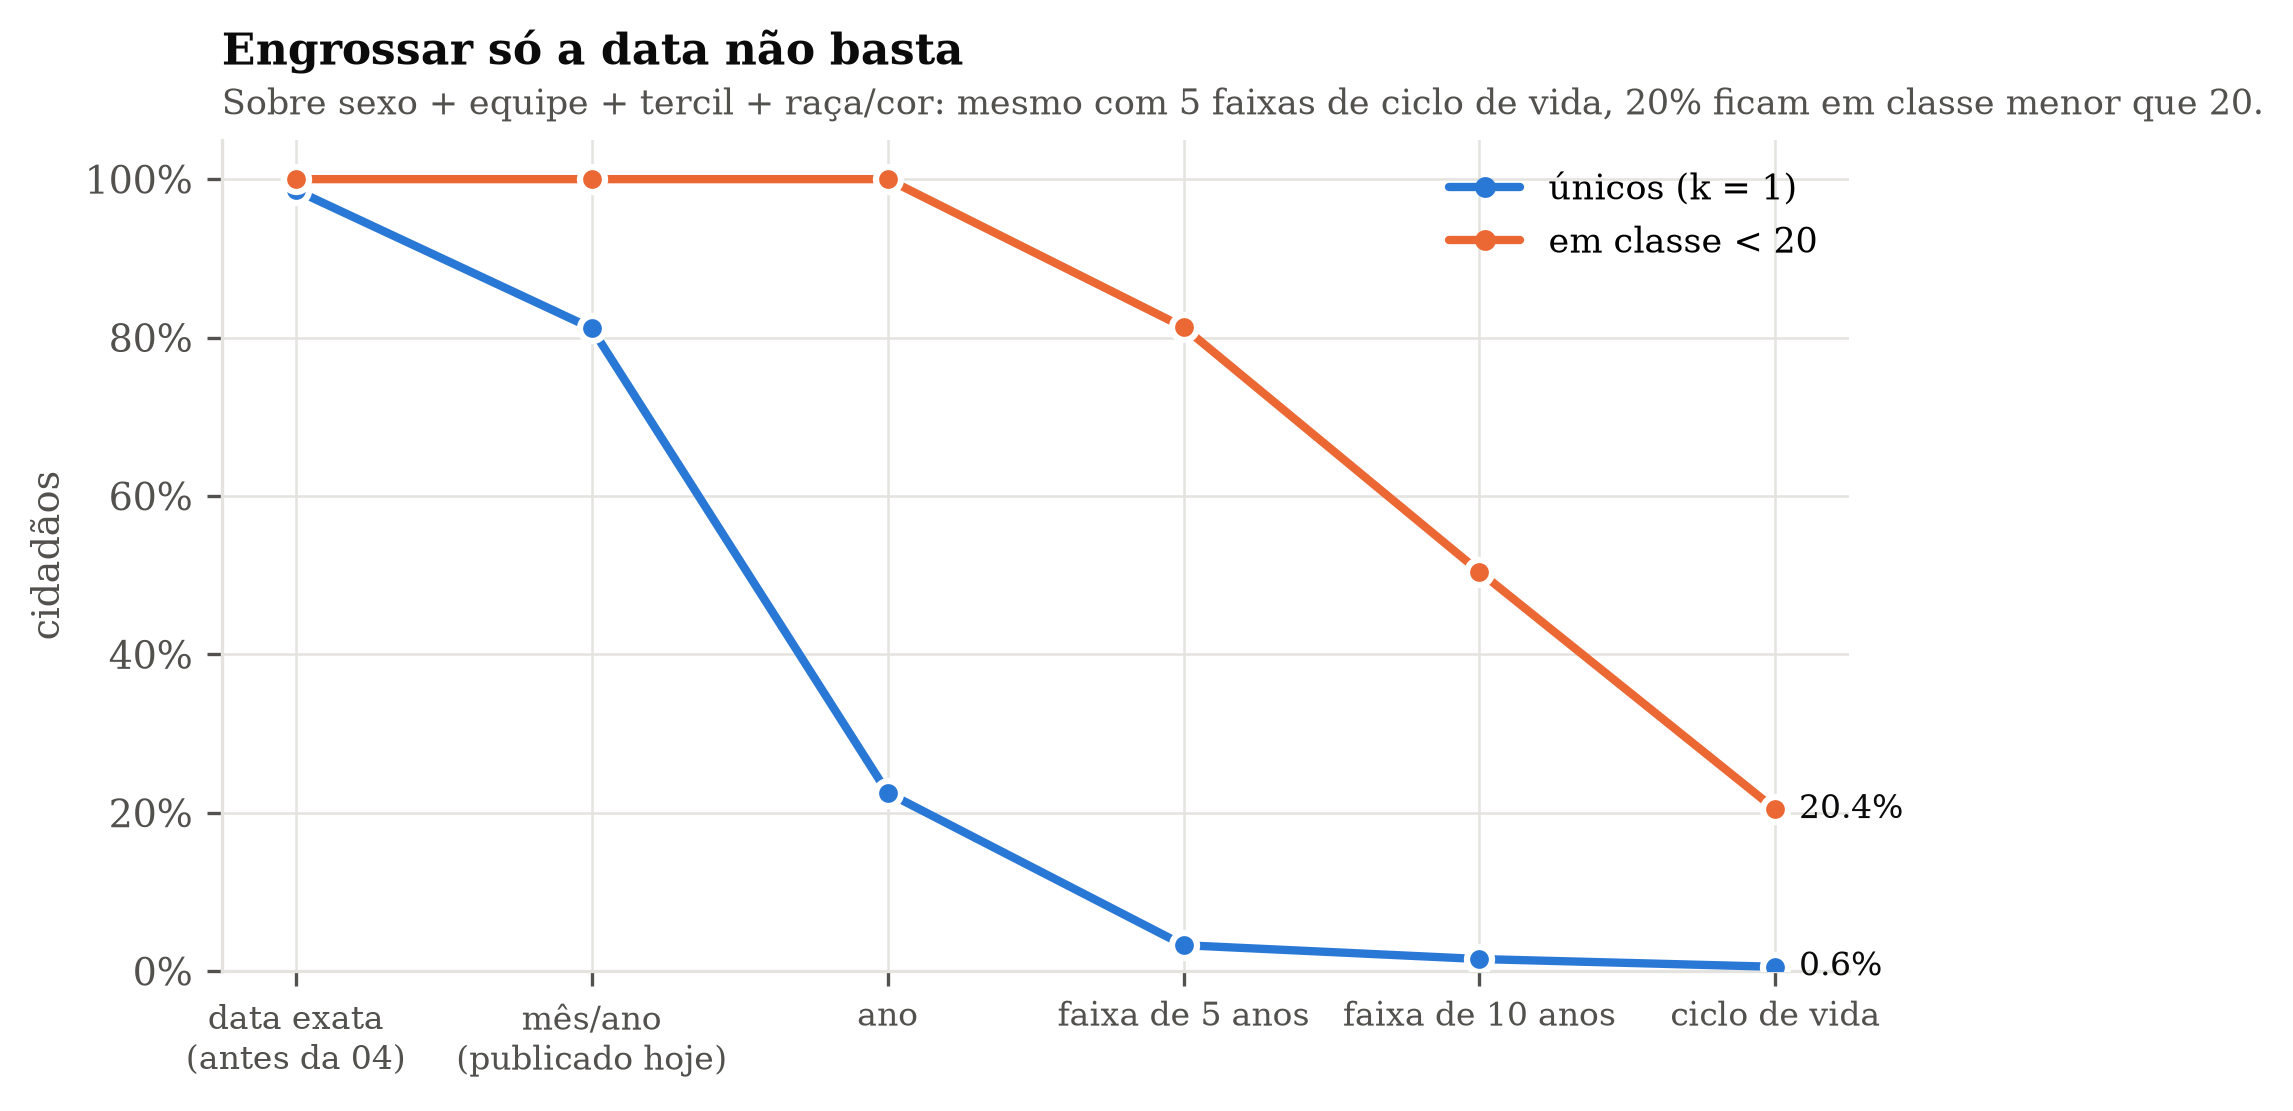 Engrossar só a data não basta
Sobre sexo + equipe + tercil + raça/cor: mesmo com 5 faixas de ciclo de vida, 20% ficam em classe menor que 20.
únicos (k = 1)
em classe < 20
cidadãos
100%
80%
60%
40%
20%
0%
20.4%
0.6%
data exata
(antes da 04)
mês/ano
(publicado hoje)
ano
faixa de 5 anos
faixa de 10 anos
ciclo de vida